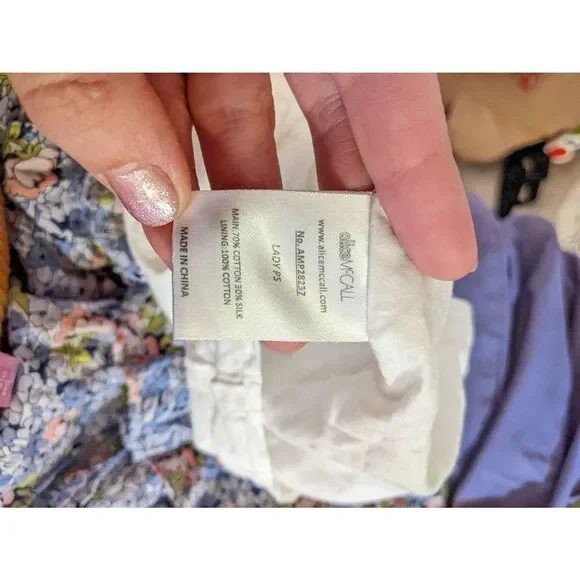 alice McCALL
www.alicemccall.com
No. AMP28237
LADY PS
MAIN:70% COTTON 30% SILK
LINING:100% COTTON
MADE IN CHINA